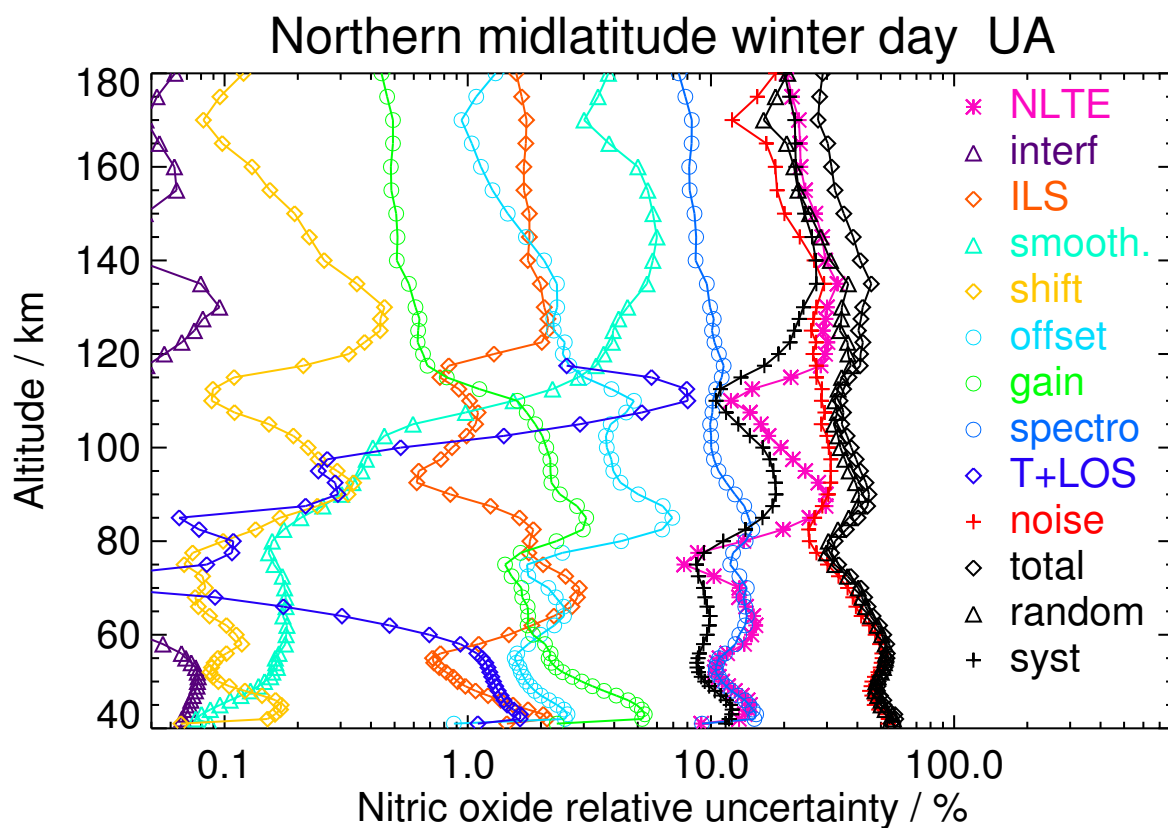 Northern midlatitude winter day UA
180
160
140
120
100
80
60
40
Altitude / km
NLTE
interf
ILS
smooth.
shift
offset
gain
spectro
T+LOS
noise
total
random
syst
0.1 1.0 10.0 100.0
Nitric oxide relative uncertainty / %